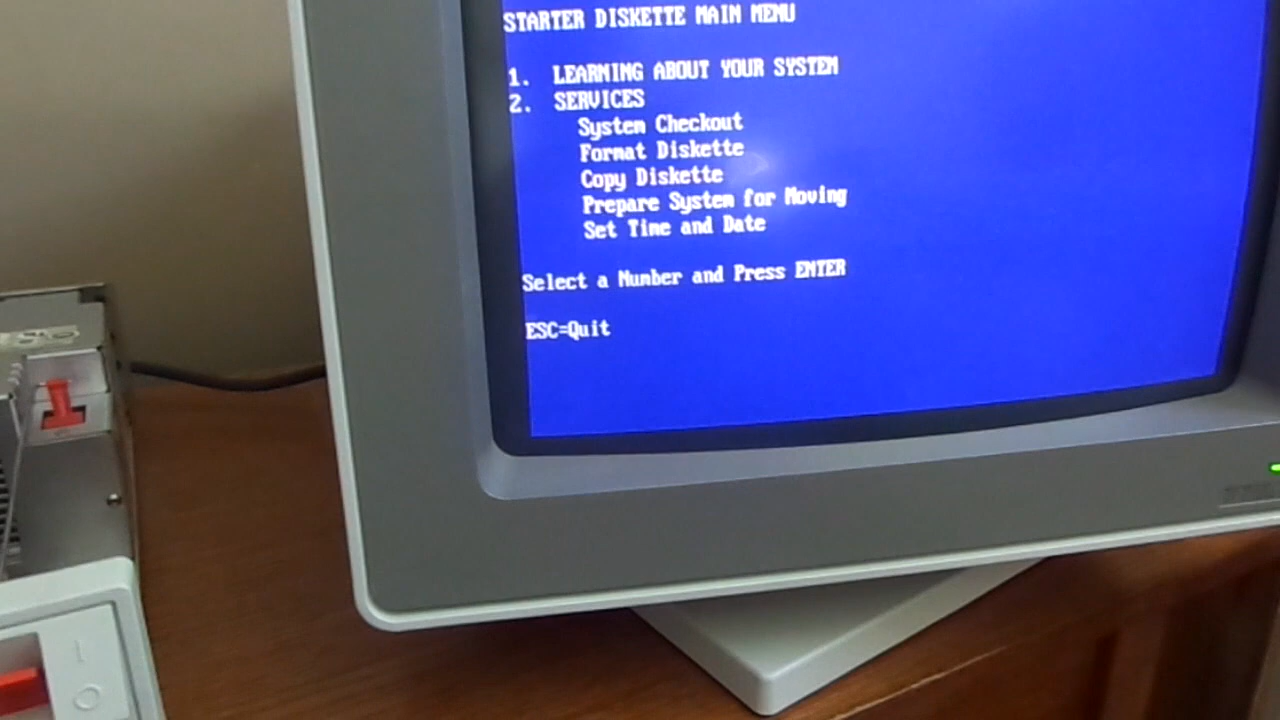 STARTER DISKETTE MAIN MENU
1. LEARNING ABOUT YOUR SYSTEM
2. SERVICES
System Checkout
Format Diskette
Copy Diskette
Prepare System for Moving
Set Time and Date
Select a Number and Press ENTER
ESC=Quit